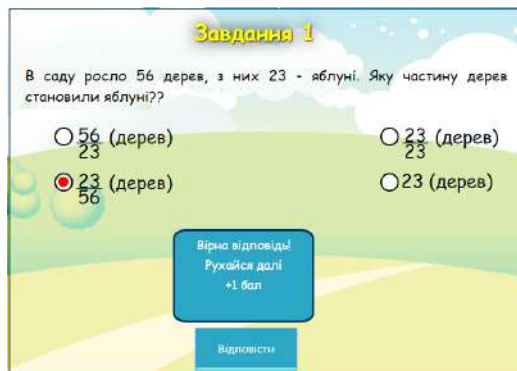 Завдання 1
В саду росло 56 дерев, з них 23 - яблуні. Яку частину дерев
становили яблуні??
56/23 (дерев)
23/23 (дерев)
23/56 (дерев)
23 (дерев)
Вірна відповідь!
Рухайся далі
+1 бал
Відповісти